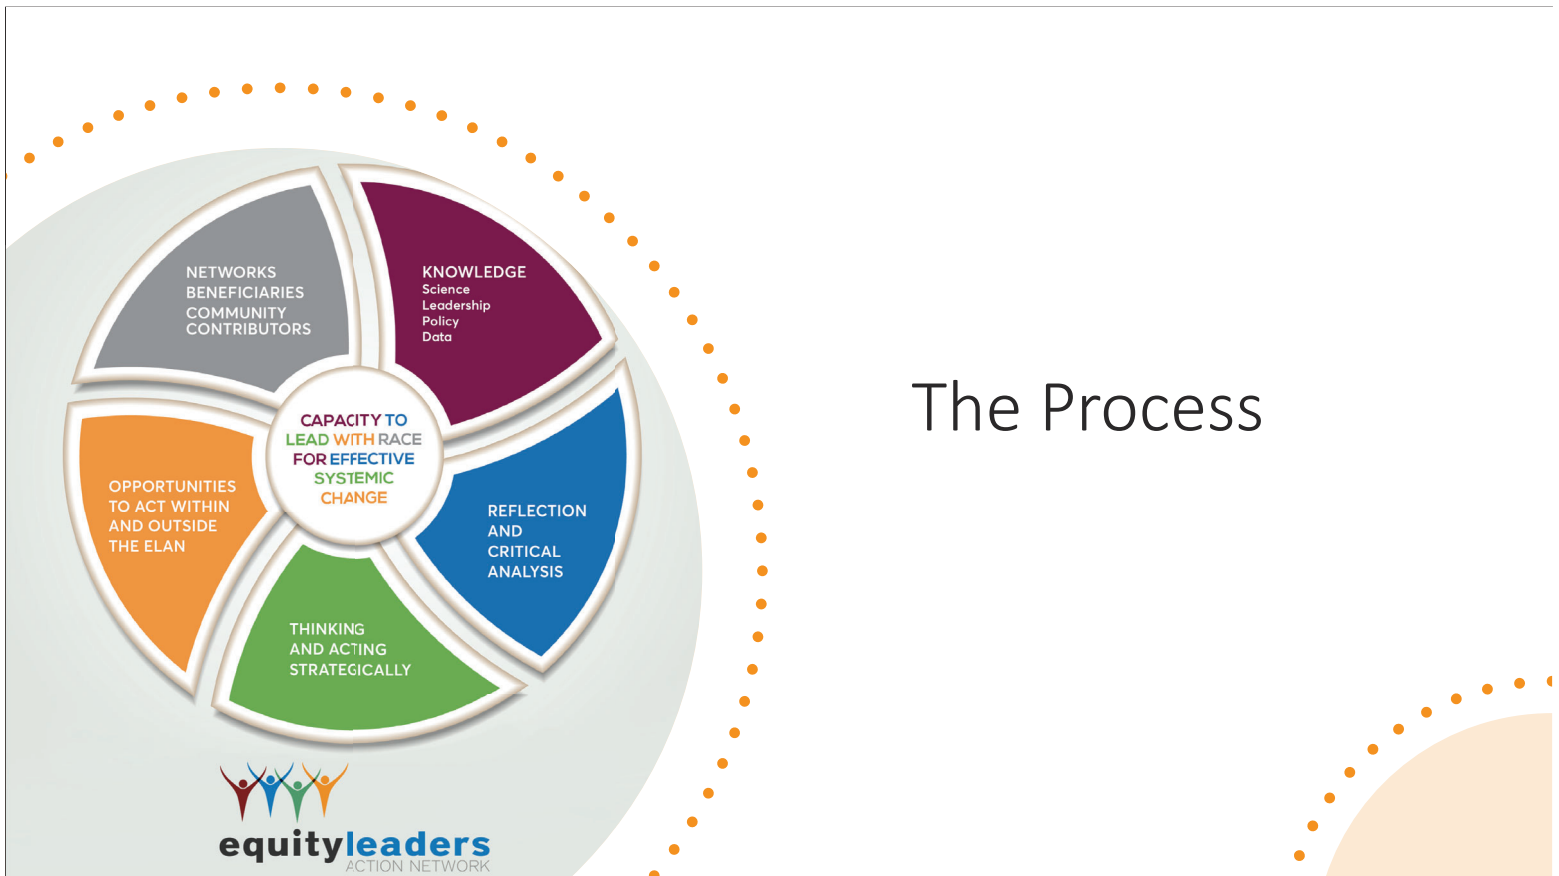 NETWORKS
BENEFICIARIES
COMMUNITY
CONTRIBUTORS
KNOWLEDGE
Science
Leadership
Policy
Data
CAPACITY TO
LEAD WITH RACE
FOR EFFECTIVE
SYSTEMIC
CHANGE
OPPORTUNITIES
TO ACT WITHIN
AND OUTSIDE
THE ELAN
REFLECTION
AND
CRITICAL
ANALYSIS
THINKING
AND ACTING
STRATEGICALLY
equityleaders
ACTION NETWORK
The Process